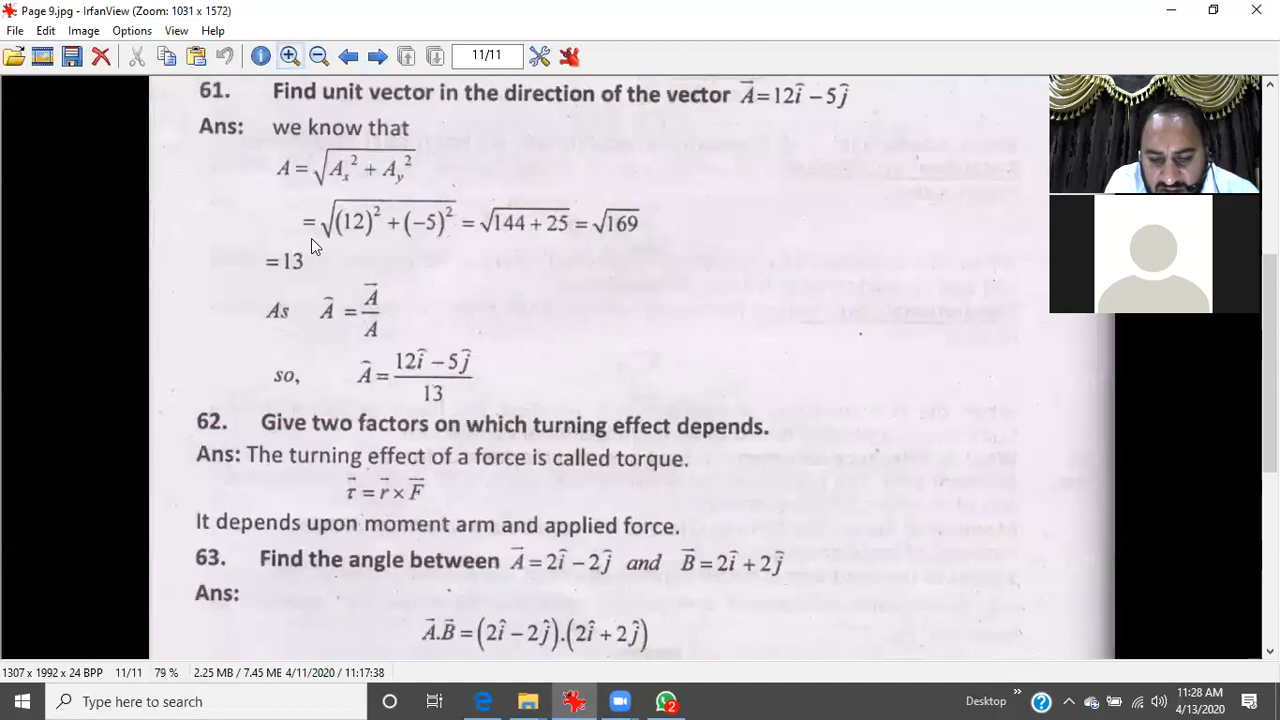 Page 9.jpg - IrfanView (Zoom: 1031 x 1572)
File Edit Image Options View Help
11/11
61. Find unit vector in the direction of the vector A⃗ = 12î − 5ĵ
Ans: we know that
A = √(Aₓ² + Aᵧ²)
= √((12)² + (−5)²) = √(144 + 25) = √169
= 13
As Â = A⃗/A
so, Â = (12î − 5ĵ)/13
62. Give two factors on which turning effect depends.
Ans: The turning effect of a force is called torque.
τ⃗ = r⃗ × F⃗
It depends upon moment arm and applied force.
63. Find the angle between A⃗ = 2î − 2ĵ and B⃗ = 2î + 2ĵ
Ans:
A⃗.B⃗ = (2î − 2ĵ).(2î + 2ĵ)
1307 x 1992 x 24 BPP 11/11 79 % 2.25 MB / 7.45 MB 4/11/2020 / 11:17:38
Type here to search
2
Desktop
11:28 AM
4/13/2020